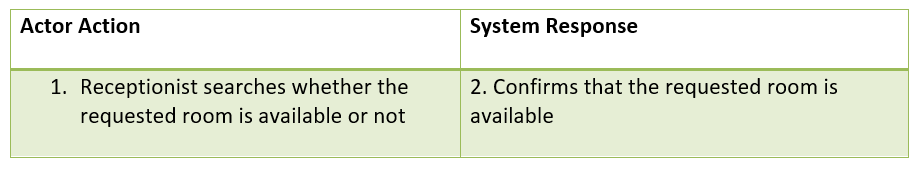 Actor Action
System Response
1. Receptionist searches whether the
requested room is available or not
2. Confirms that the requested room is
available